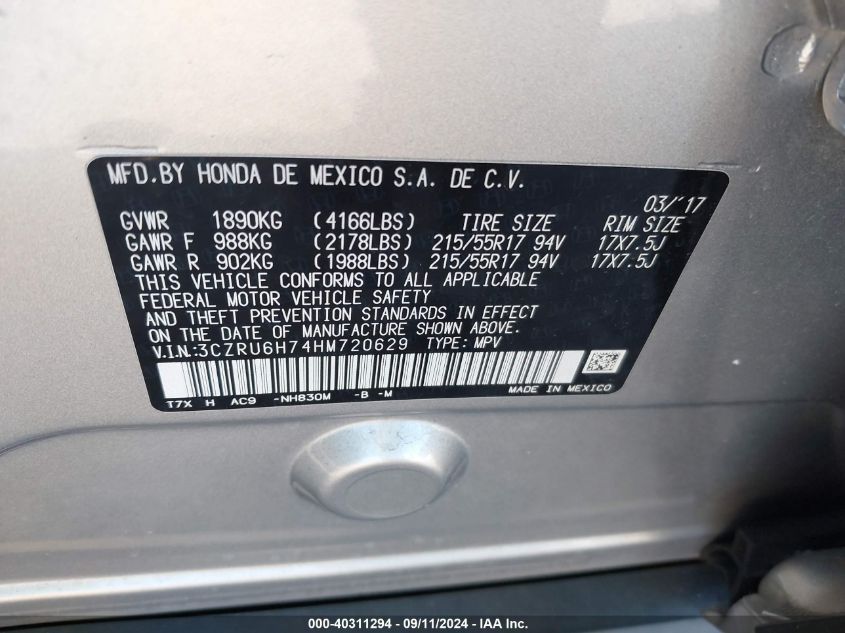 MFD.BY HONDA DE MEXICO S.A. DE C.V.
03/'17
GVWR 1890KG (4166LBS) TIRE SIZE RIM SIZE
GAWR F 988KG (2178LBS) 215/55R17 94V 17X7.5J
GAWR R 902KG (1988LBS) 215/55R17 94V 17X7.5J
THIS VEHICLE CONFORMS TO ALL APPLICABLE
FEDERAL MOTOR VEHICLE SAFETY
AND THEFT PREVENTION STANDARDS IN EFFECT
ON THE DATE OF MANUFACTURE SHOWN ABOVE.
V.I.N:3CZRU6H74HM720629 TYPE: MPV
MADE IN MEXICO
T7X H AC9 -NH830M -B -M
000-40311294 - 09/11/2024 - IAA Inc.